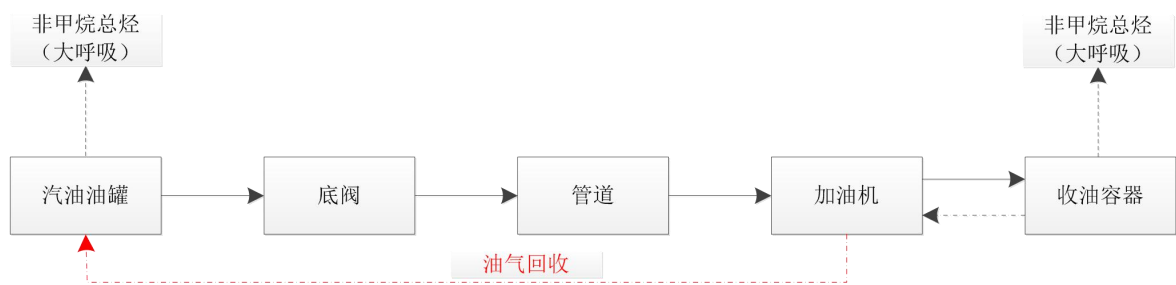 非甲烷总烃
（大呼吸）
非甲烷总烃
（大呼吸）
汽油油罐
底阀
管道
加油机
收油容器
油气回收